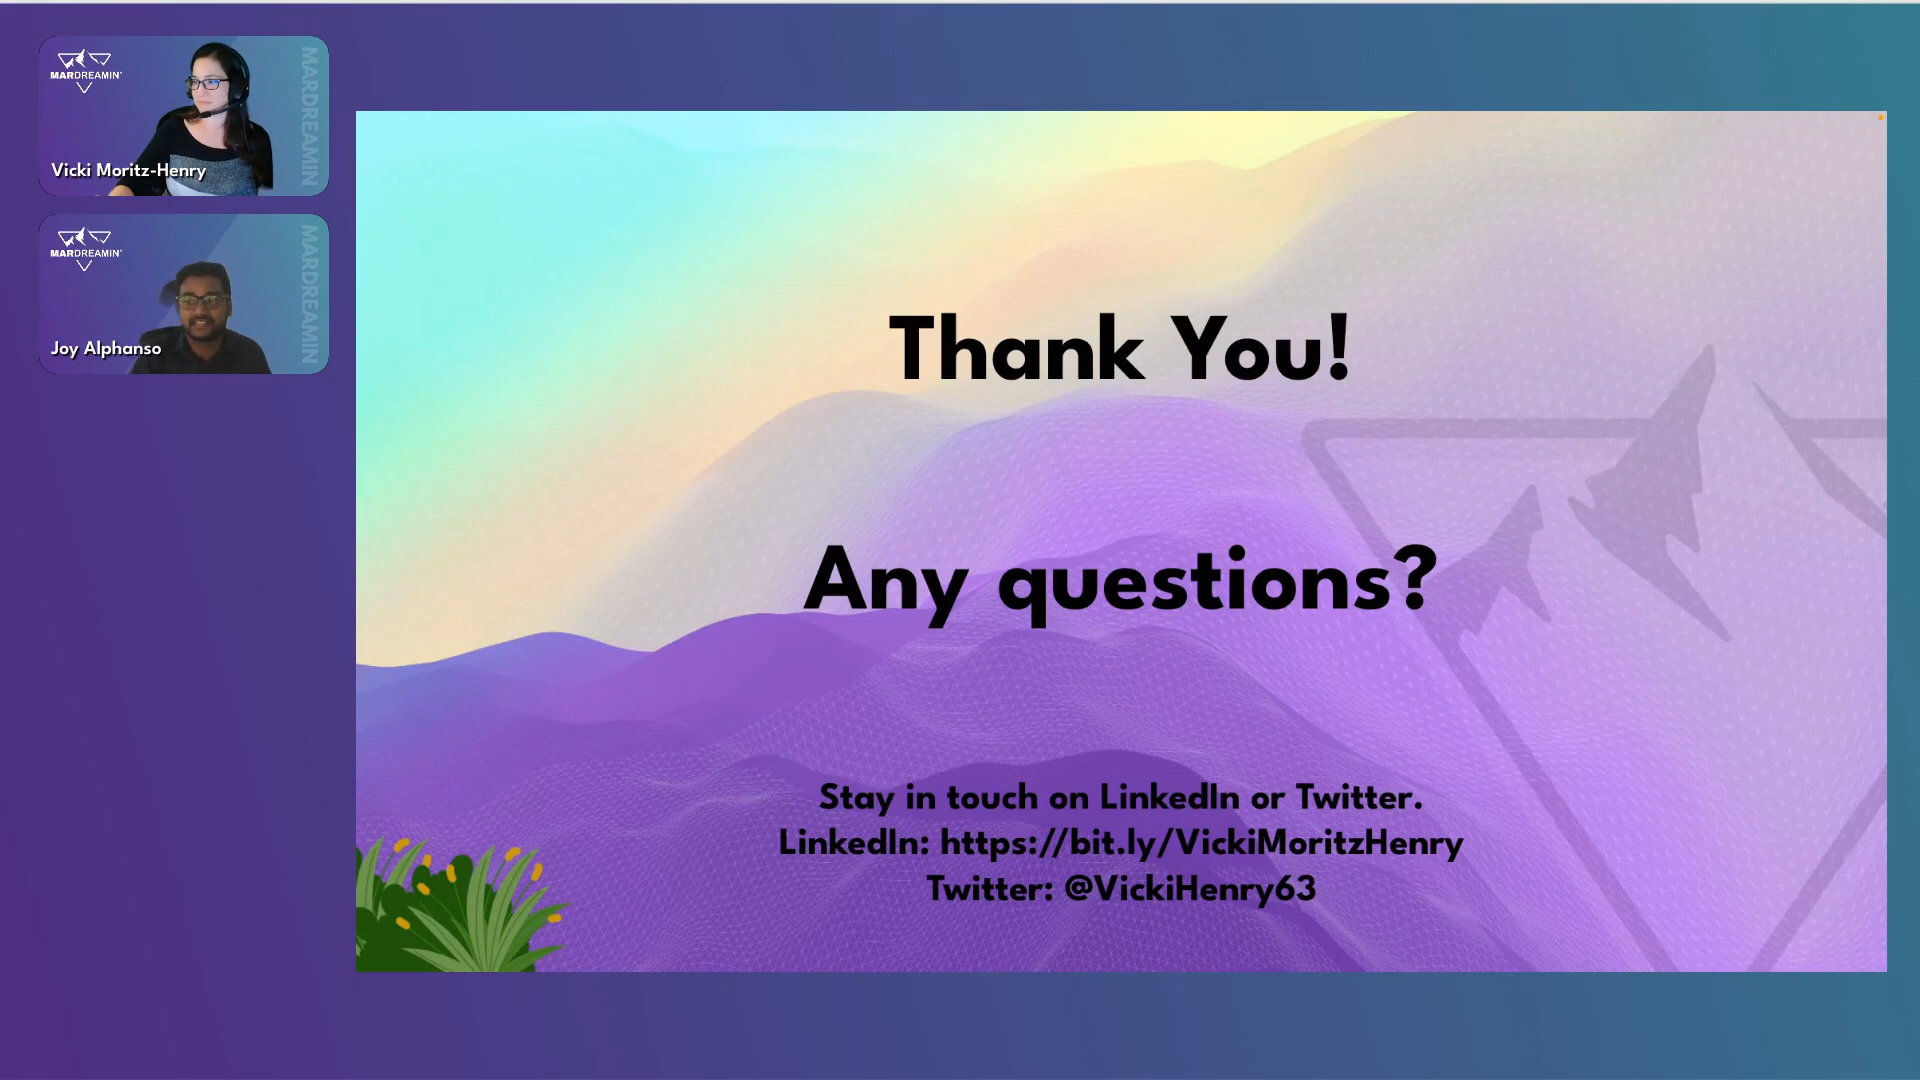 MARDREAMIN'
MARDREAMIN
Vicki Moritz-Henry
MARDREAMIN'
MARDREAMIN
Joy Alphanso
Thank You!
Any questions?
Stay in touch on LinkedIn or Twitter.
LinkedIn: https://bit.ly/VickiMoritzHenry
Twitter: @VickiHenry63